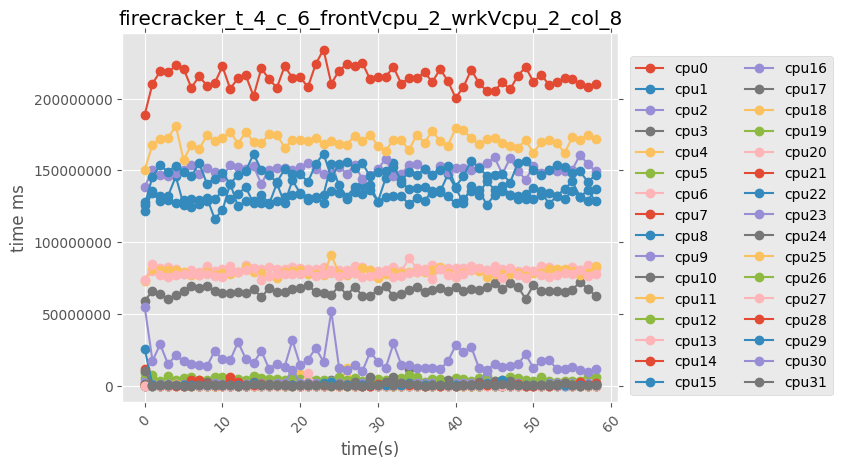 firecracker_t_4_c_6_frontVcpu_2_wrkVcpu_2_col_8
time ms
200000000
150000000
100000000
50000000
0
0
10
20
30
40
50
60
time(s)
cpu0
cpu1
cpu2
cpu3
cpu4
cpu5
cpu6
cpu7
cpu8
cpu9
cpu10
cpu11
cpu12
cpu13
cpu14
cpu15
cpu16
cpu17
cpu18
cpu19
cpu20
cpu21
cpu22
cpu23
cpu24
cpu25
cpu26
cpu27
cpu28
cpu29
cpu30
cpu31